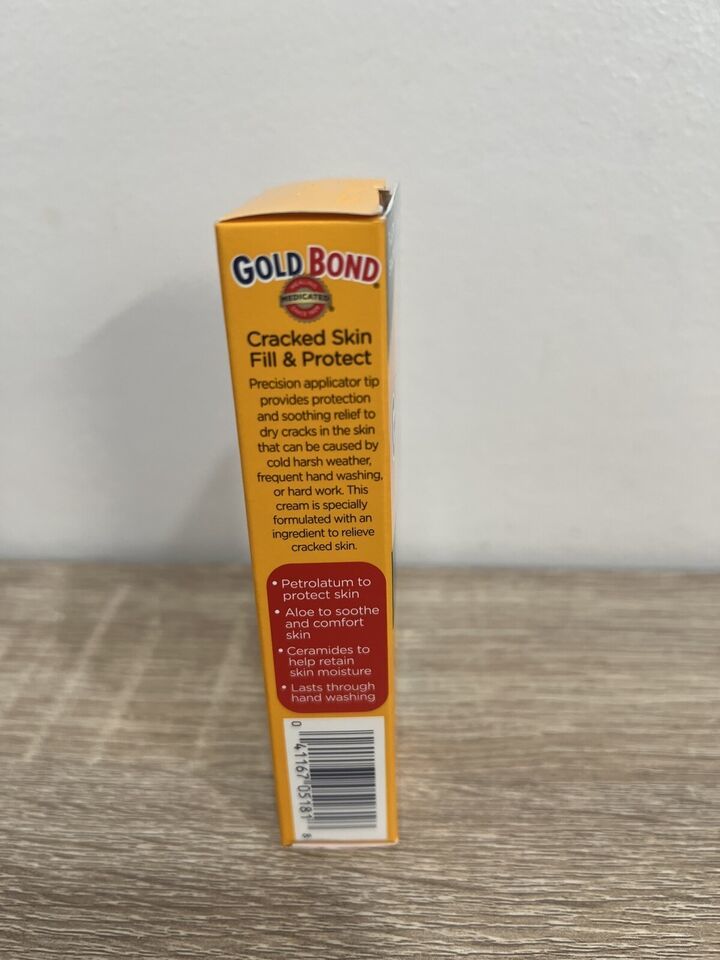 GOLD BOND
MEDICATED
Cracked Skin
Fill & Protect
Precision applicator tip
provides protection
and soothing relief to
dry cracks in the skin
that can be caused by
cold harsh weather,
frequent hand washing,
or hard work. This
cream is specially
formulated with an
ingredient to relieve
cracked skin.
• Petrolatum to
protect skin
• Aloe to soothe
and comfort
skin
• Ceramides to
help retain
skin moisture
• Lasts through
hand washing
0 41167 05181 8